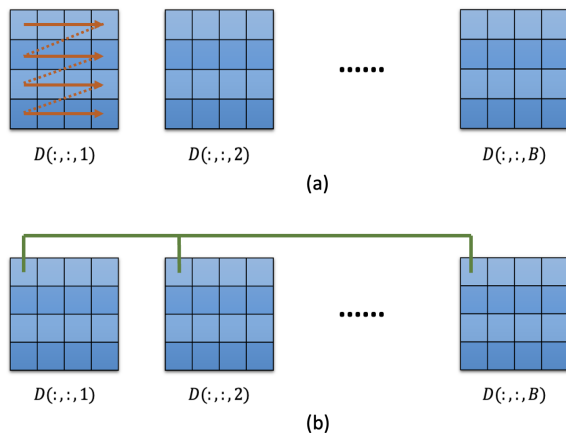 D(:,:,1) D(:,:,2) ...... D(:,:,B)
(a)
...... 
D(:,:,1) D(:,:,2) D(:,:,B)
(b)